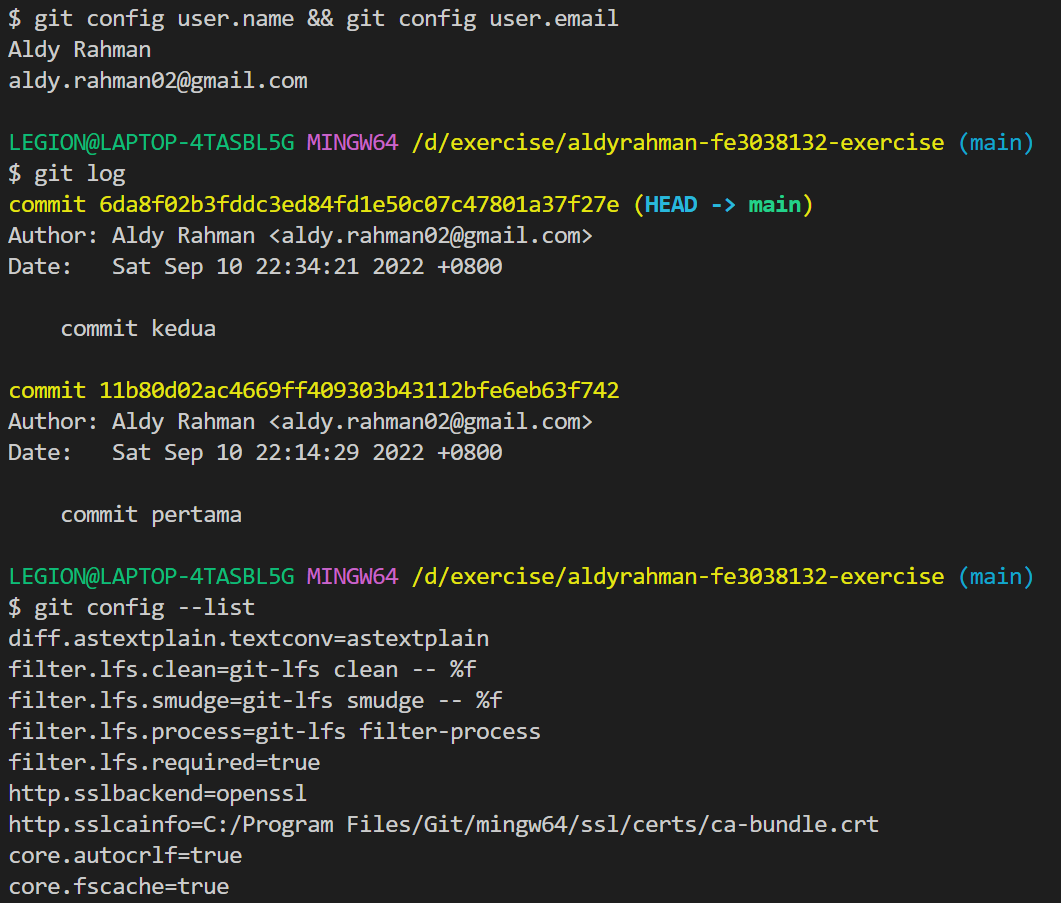 $ git config user.name && git config user.email
Aldy Rahman
aldy.rahman02@gmail.com
LEGION@LAPTOP-4TASBL5G MINGW64 /d/exercise/aldyrahman-fe3038132-exercise (main)
$ git log
commit 6da8f02b3fddc3ed84fd1e50c07c47801a37f27e (HEAD -> main)
Author: Aldy Rahman <aldy.rahman02@gmail.com>
Date:   Sat Sep 10 22:34:21 2022 +0800
    commit kedua
commit 11b80d02ac4669ff409303b43112bfe6eb63f742
Author: Aldy Rahman <aldy.rahman02@gmail.com>
Date:   Sat Sep 10 22:14:29 2022 +0800
    commit pertama
LEGION@LAPTOP-4TASBL5G MINGW64 /d/exercise/aldyrahman-fe3038132-exercise (main)
$ git config --list
diff.astextplain.textconv=astextplain
filter.lfs.clean=git-lfs clean -- %f
filter.lfs.smudge=git-lfs smudge -- %f
filter.lfs.process=git-lfs filter-process
filter.lfs.required=true
http.sslbackend=openssl
http.sslcainfo=C:/Program Files/Git/mingw64/ssl/certs/ca-bundle.crt
core.autocrlf=true
core.fscache=true